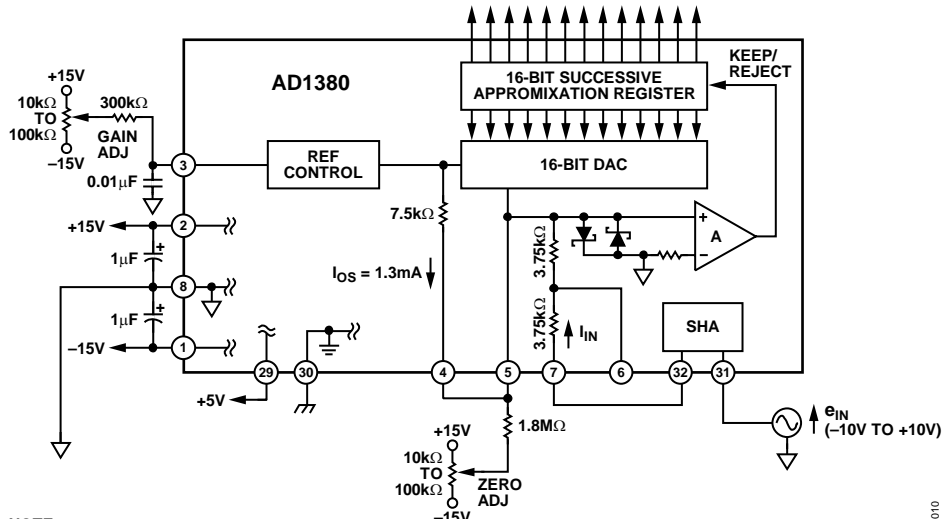 KEEP/
REJECT
AD1380
16-BIT SUCCESSIVE
APPROMIXATION REGISTER
+15V
10kΩ
TO
100kΩ
–15V
300kΩ
GAIN
ADJ
3
0.01µF
REF
CONTROL
16-BIT DAC
7.5kΩ
+15V
2
1µF
+
8
1µF
+
–15V
1
IOS = 1.3mA
3.75kΩ
3.75kΩ
IIN
+
–
A
SHA
29
30
4
5
7
6
32
31
+5V
1.8MΩ
eIN
(–10V TO +10V)
+15V
10kΩ
TO
100kΩ
–15V
ZERO
ADJ
010